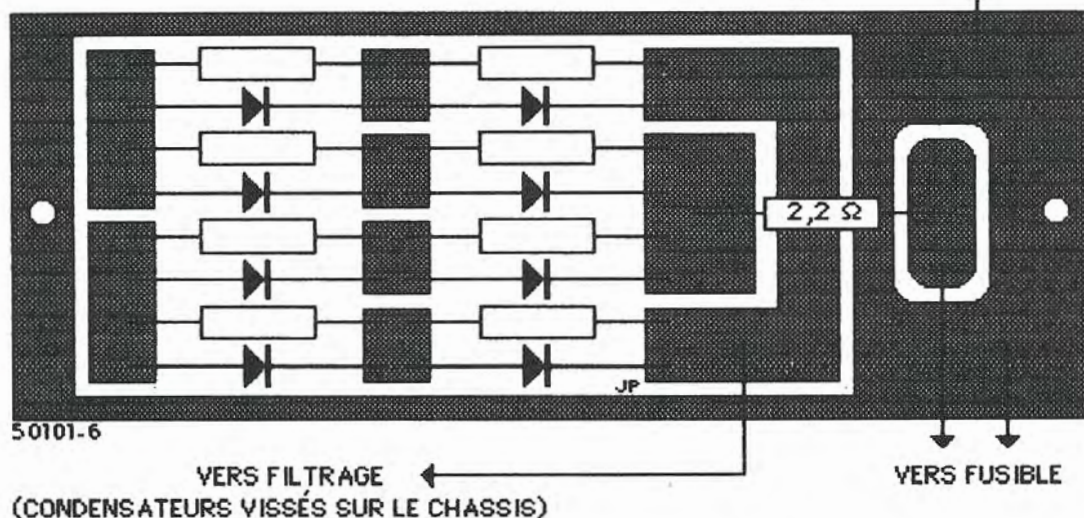 2,2 Ω
JP
50101-6
VERS FILTRAGE
(CONDENSATEURS VISSÉS SUR LE CHASSIS)
VERS FUSIBLE